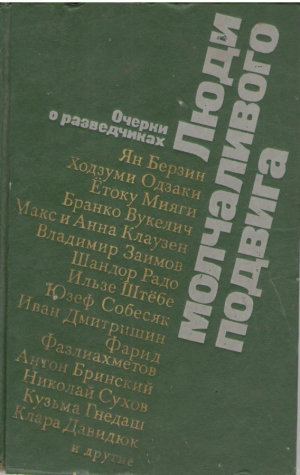 Люди
молчаливого
подвига
Очерки
о разведчиках
Ян Берзин
Ходзуми Одзаки
Ётоку Мияги
Бранко Вукелич
Макс и Анна Клаузен
Владимир Заимов
Шандор Радо
Ильзе Штёбе
Юзеф Собесяк
Иван Дмитришин
Фарид
Фазлиахметов
Антон Бринский
Николай Сухов
Кузьма Гнедаш
Клара Давидюк
и другие